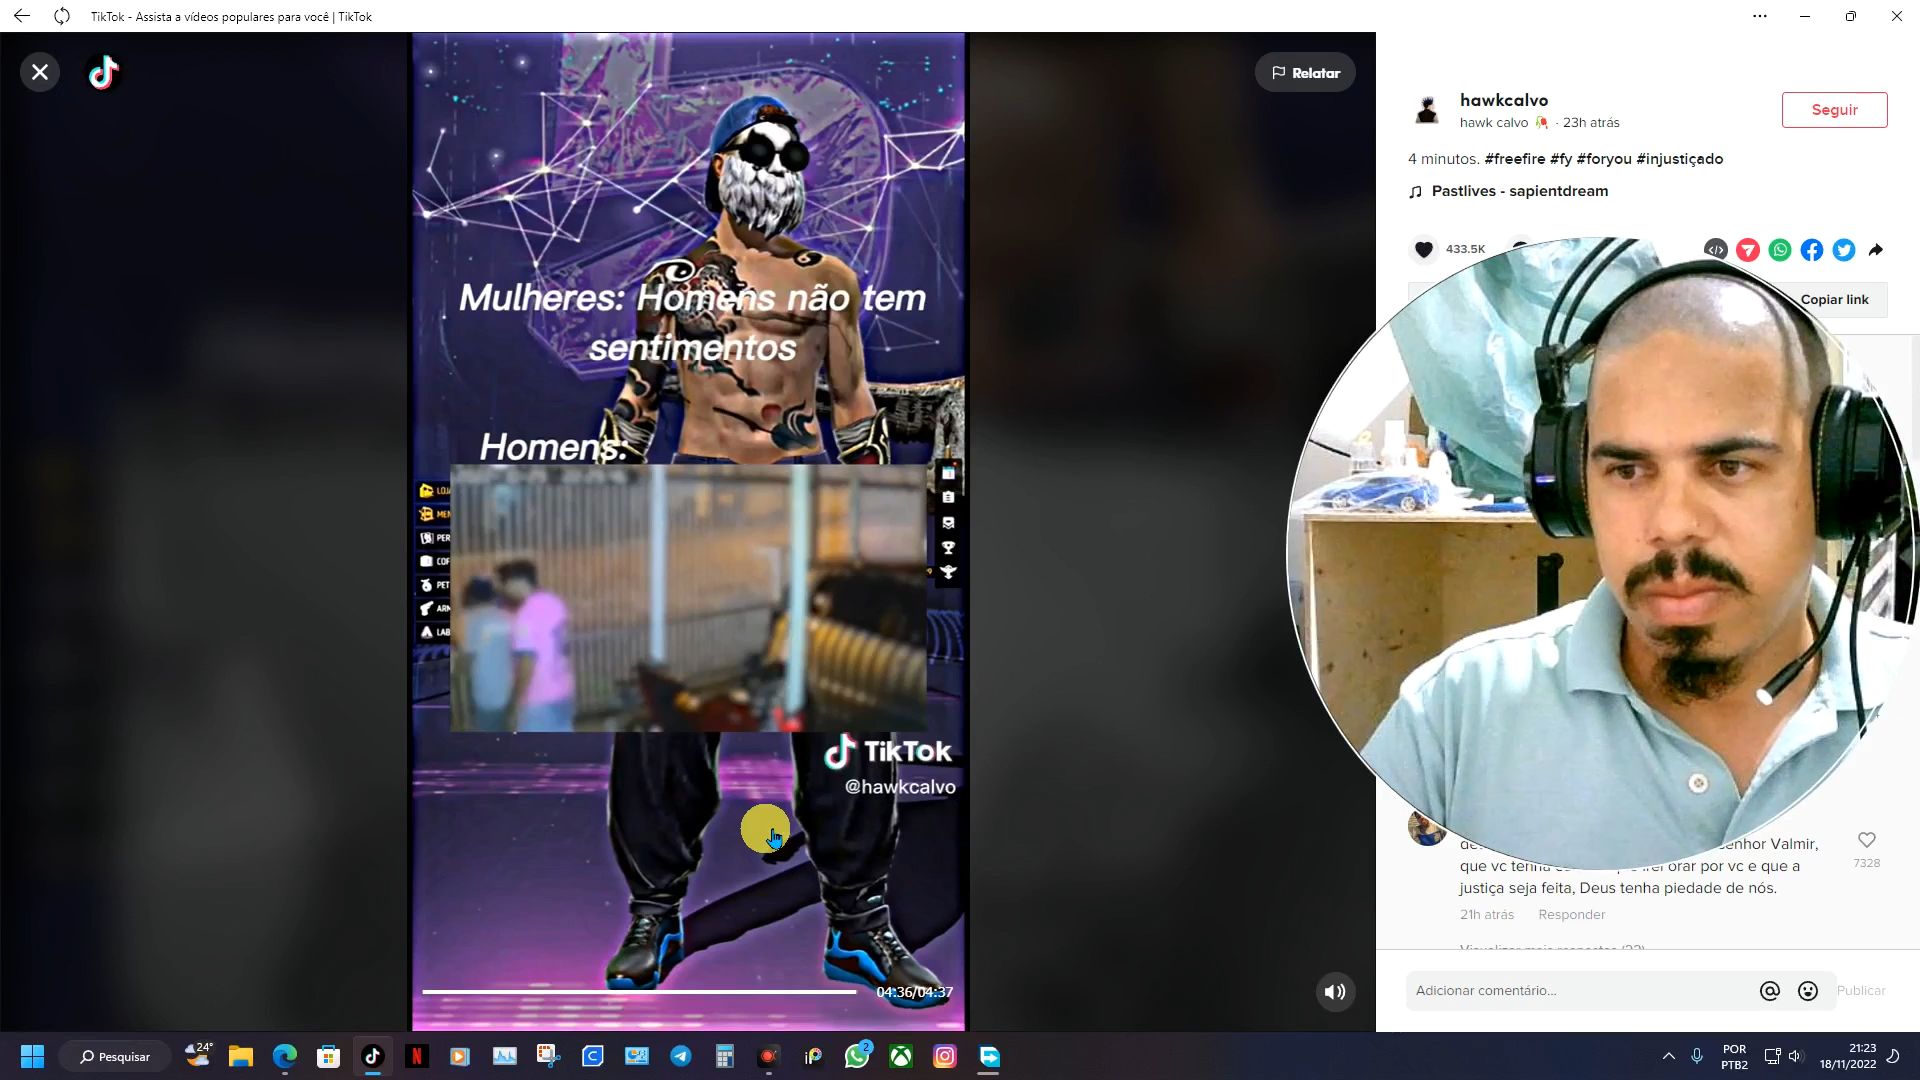 TikTok - Assista a vídeos populares para você | TikTok
Relatar
Mulheres: Homens não tem
sentimentos
Homens:
TikTok
@hawkcalvo
04:36/04:37
hawkcalvo
hawk calvo · 23h atrás
Seguir
4 minutos. #freefire #fy #foryou #injustiçado
Pastlives - sapientdream
433.5K
Copiar link
enhor Valmir,
que vc tenha orar por vc e que a
justiça seja feita, Deus tenha piedade de nós.
7328
21h atrás Responder
Adicionar comentário...
Publicar
24°
Pesquisar
2
POR
PTB2
21:23
18/11/2022